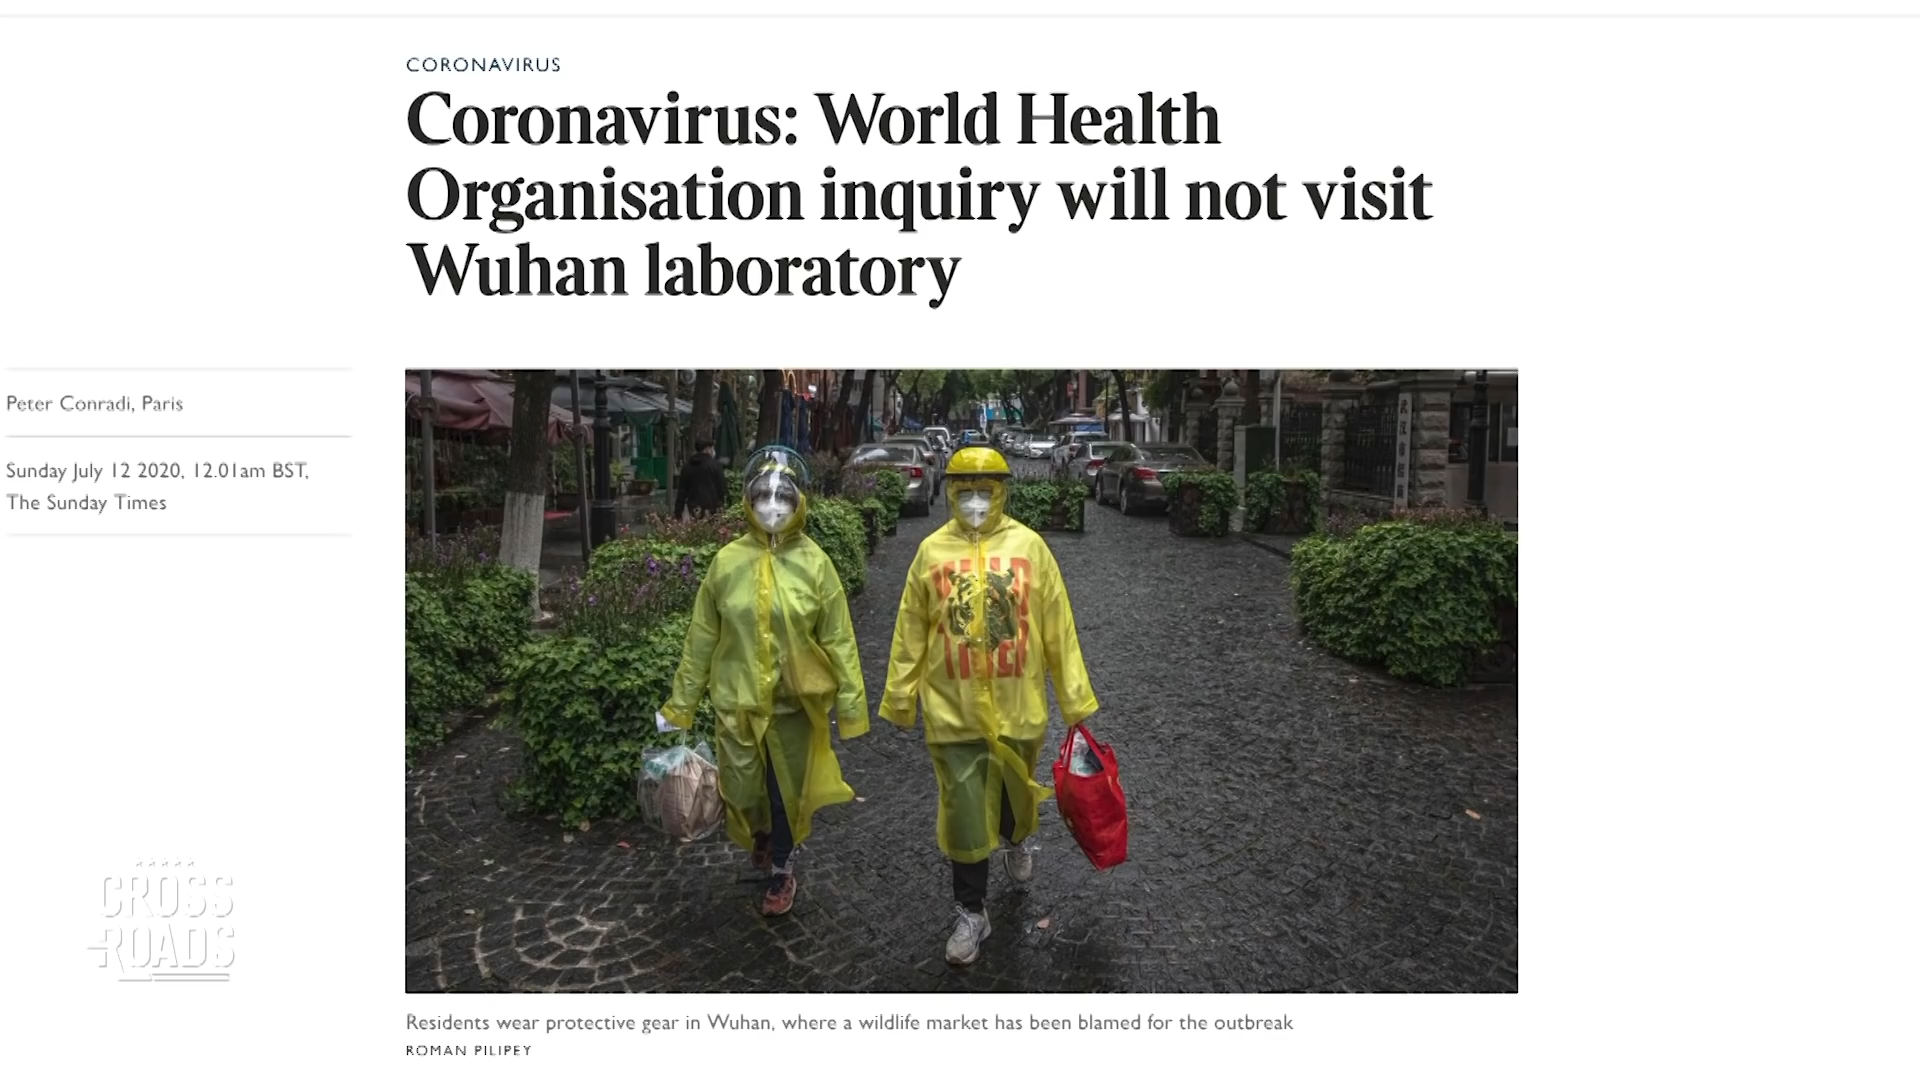 CORONAVIRUS
Coronavirus: World Health
Organisation inquiry will not visit
Wuhan laboratory
Peter Conradi, Paris
Sunday July 12 2020, 12.01am BST,
The Sunday Times
WILD
TIGER
CROSS
ROADS
Residents wear protective gear in Wuhan, where a wildlife market has been blamed for the outbreak
ROMAN PILIPEY